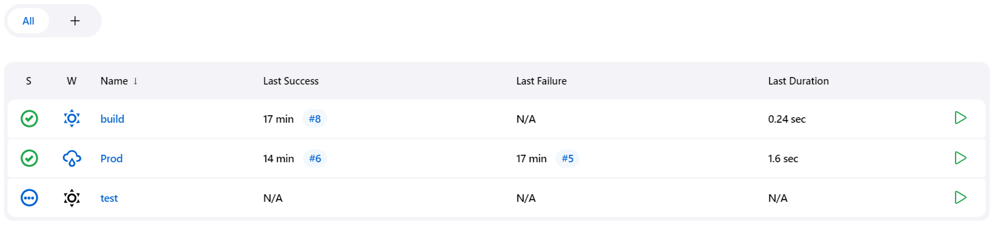 All +
S W Name ↓ Last Success Last Failure Last Duration
build 17 min #8 N/A 0.24 sec
Prod 14 min #6 17 min #5 1.6 sec
test N/A N/A N/A